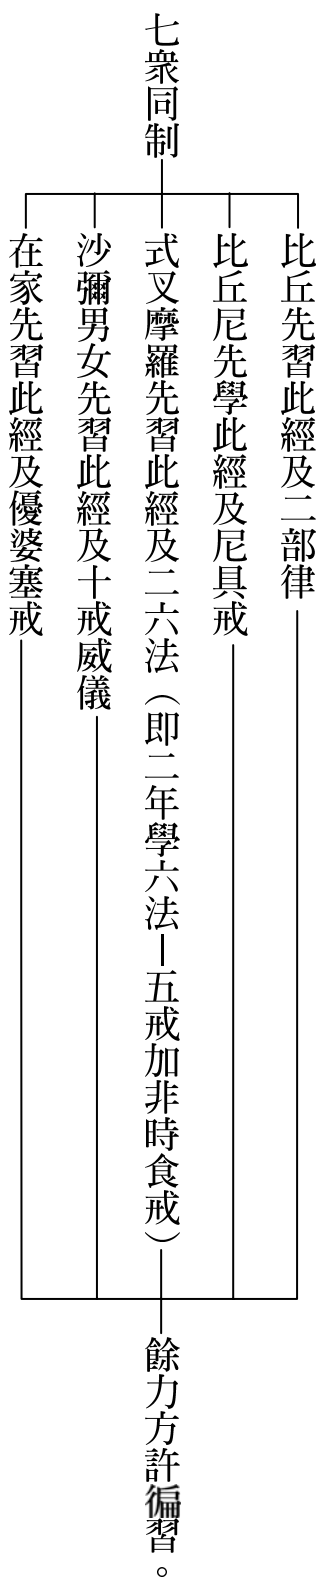 七衆同制
比丘先習此經及二部律
比丘尼先學此經及尼具戒
式叉摩羅先習此經及二六法（即二年學六法—五戒加非時食戒）
沙彌男女先習此經及十戒威儀
在家先習此經及優婆塞戒
餘力方許徧習。